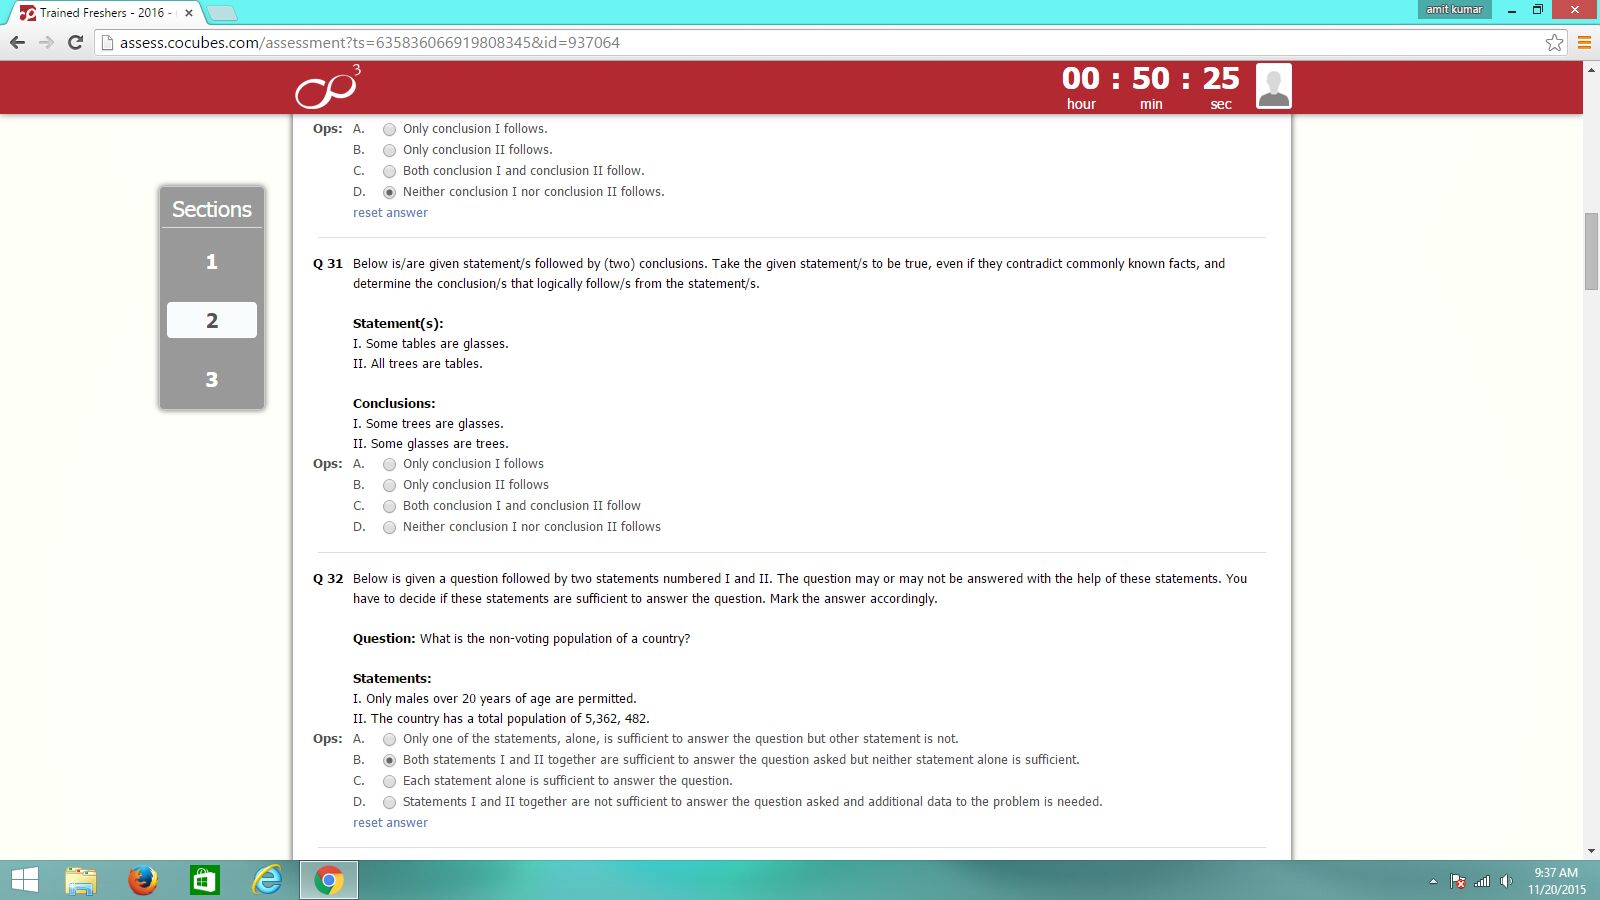 Trained Freshers - 2016 -
amit kumar
assess.cocubes.com/assessment?ts=635836066919808345&id=937064
3
00 : 50 : 25
hour min sec
Sections
1
2
3
Ops: A. Only conclusion I follows.
B. Only conclusion II follows.
C. Both conclusion I and conclusion II follow.
D. Neither conclusion I nor conclusion II follows.
reset answer
Q 31 Below is/are given statement/s followed by (two) conclusions. Take the given statement/s to be true, even if they contradict commonly known facts, and
determine the conclusion/s that logically follow/s from the statement/s.
Statement(s):
I. Some tables are glasses.
II. All trees are tables.
Conclusions:
I. Some trees are glasses.
II. Some glasses are trees.
Ops: A. Only conclusion I follows
B. Only conclusion II follows
C. Both conclusion I and conclusion II follow
D. Neither conclusion I nor conclusion II follows
Q 32 Below is given a question followed by two statements numbered I and II. The question may or may not be answered with the help of these statements. You
have to decide if these statements are sufficient to answer the question. Mark the answer accordingly.
Question: What is the non-voting population of a country?
Statements:
I. Only males over 20 years of age are permitted.
II. The country has a total population of 5,362, 482.
Ops: A. Only one of the statements, alone, is sufficient to answer the question but other statement is not.
B. Both statements I and II together are sufficient to answer the question asked but neither statement alone is sufficient.
C. Each statement alone is sufficient to answer the question.
D. Statements I and II together are not sufficient to answer the question asked and additional data to the problem is needed.
reset answer
9:37 AM
11/20/2015